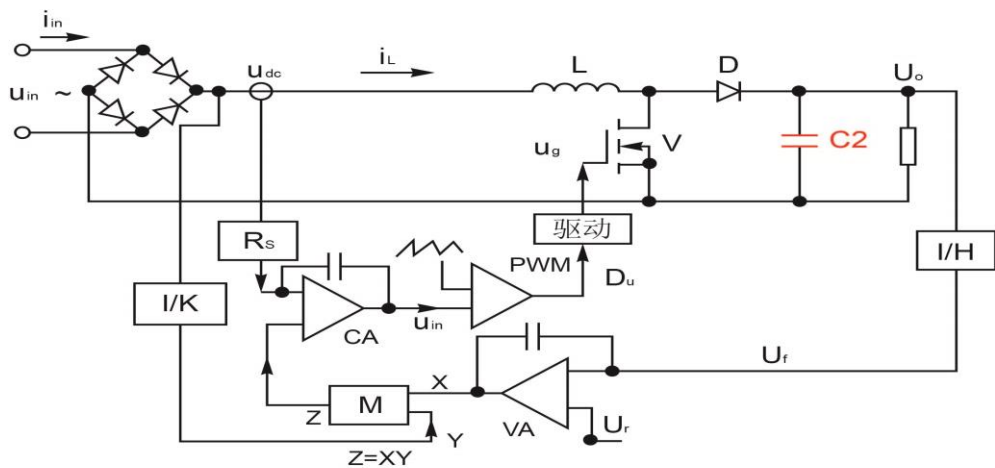 iin
udc
iL
L
D
Uo
uin ~
ug
V
C2
RS
驱动
I/H
PWM
Du
I/K
CA
uin
Uf
X
M
Z
VA
Ur
Y
Z=XY